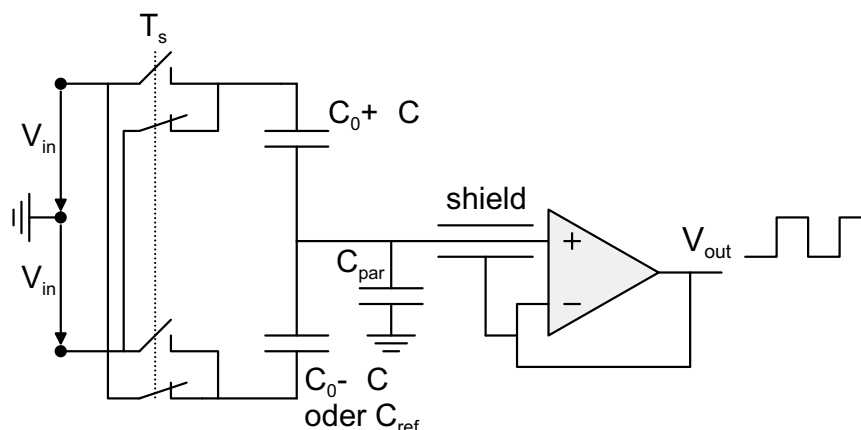 Ts
C0+ C
Vin
shield
Vout
+
Cpar
Vin
−
C0- C
oder Cref